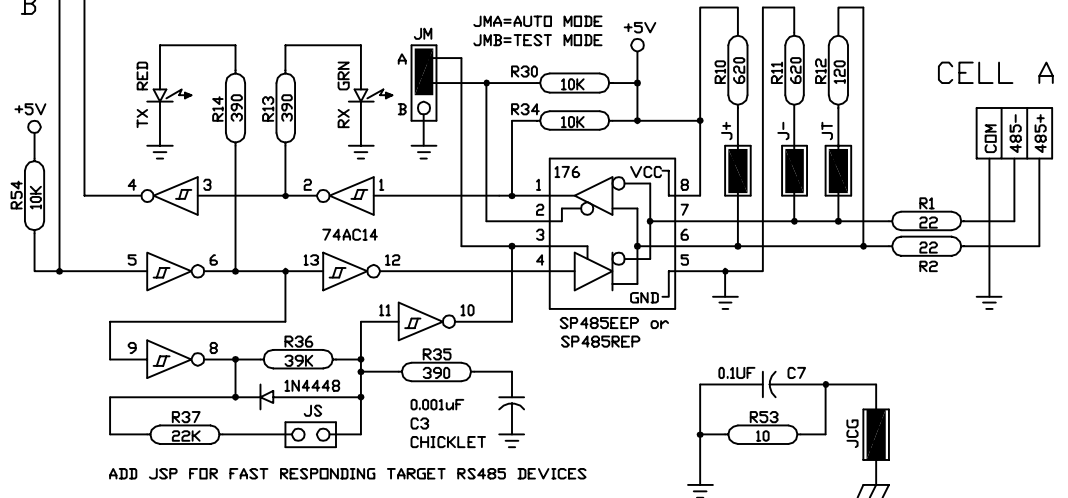 B
JMA=AUTO MODE
JMB=TEST MODE
+5V
JM
A
B
TX RED
R14
390
R13
390
RX GRN
R30
10K
R34
10K
R10
620
R11
620
R12
120
J+
J-
JT
CELL A
COM
485-
485+
+5V
R54
10K
4
3
2
1
74AC14
176
VCC
1
2
3
4
8
7
6
5
GND
SP485EEP or
SP485REP
R1
22
22
R2
5
6
13
12
11
10
9
8
R36
39K
1N4448
R35
390
R37
22K
JS
0.001uF
C3
CHICKLET
0.1UF
C7
R53
10
JCG
ADD JSP FOR FAST RESPONDING TARGET RS485 DEVICES